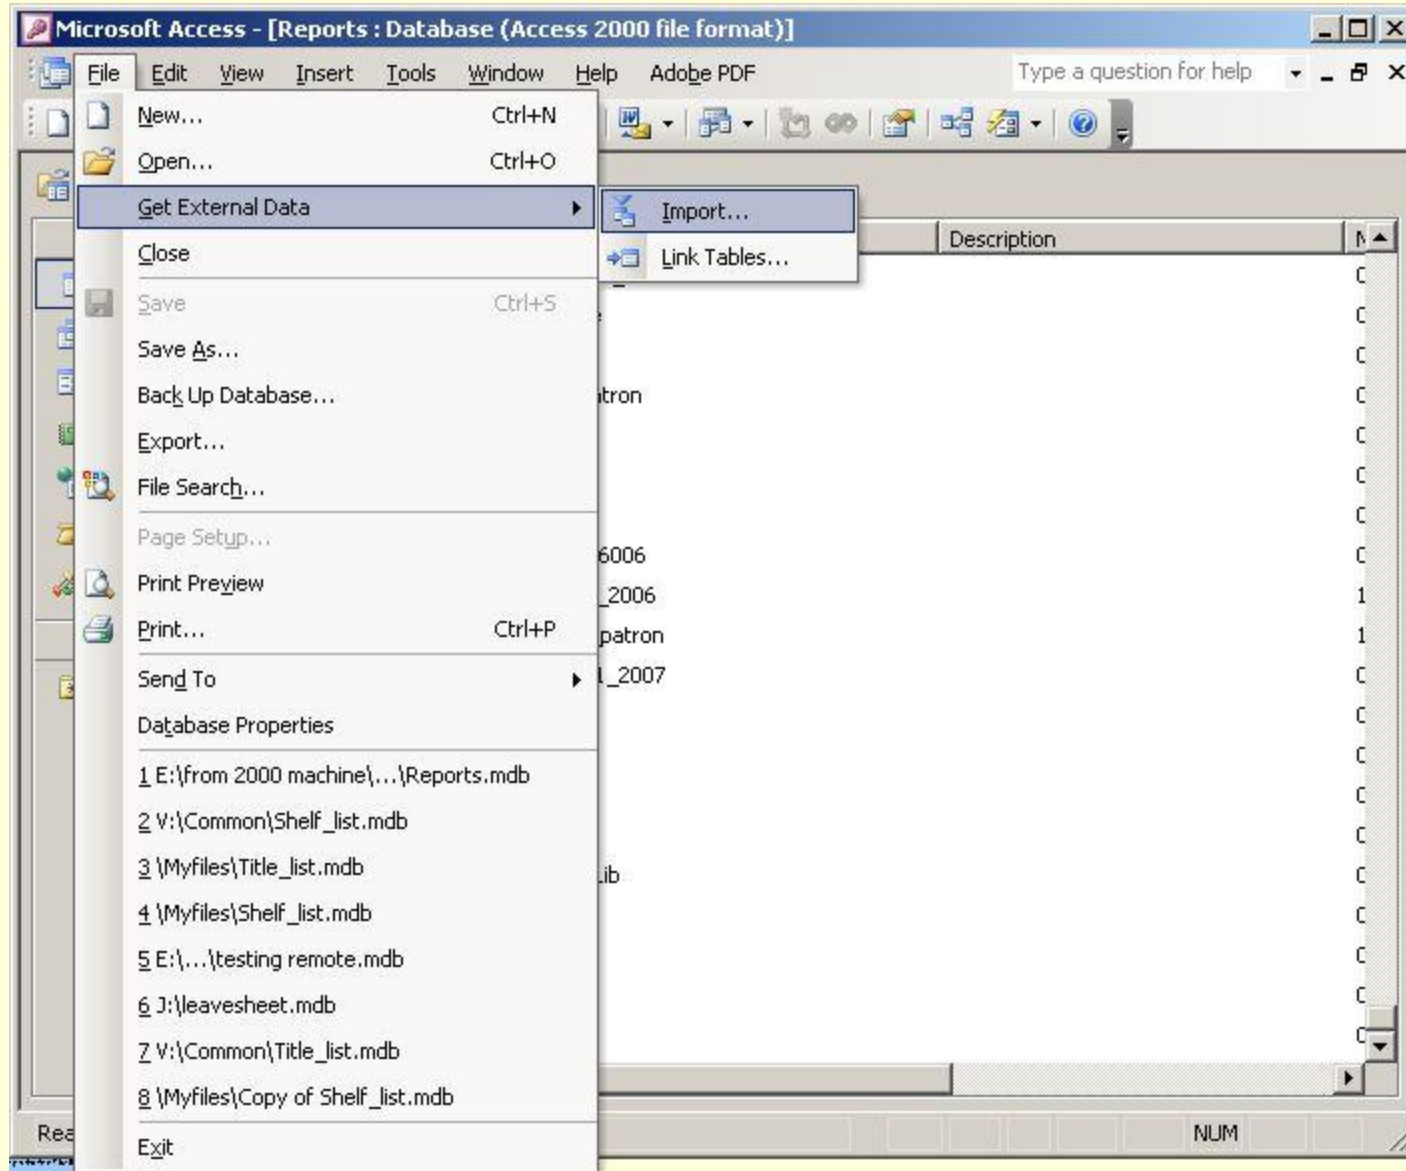 Microsoft Access - [Reports : Database (Access 2000 file format)]
File Edit View Insert Tools Window Help Adobe PDF Type a question for help
New... Ctrl+N
Open... Ctrl+O
Get External Data
Import...
Close
Link Tables...
Description
Save Ctrl+S
Save As...
Back Up Database...
tron
Export...
File Search...
Page Setup...
6006
Print Preview
_2006
1
Print... Ctrl+P
patron
1
Send To
_2007
Database Properties
1 E:\from 2000 machine\...\Reports.mdb
2 V:\Common\Shelf_list.mdb
3 \Myfiles\Title_list.mdb
ib
4 \Myfiles\Shelf_list.mdb
5 E:\...\testing remote.mdb
6 J:\leavesheet.mdb
7 V:\Common\Title_list.mdb
8 \Myfiles\Copy of Shelf_list.mdb
Rea
NUM
Exit